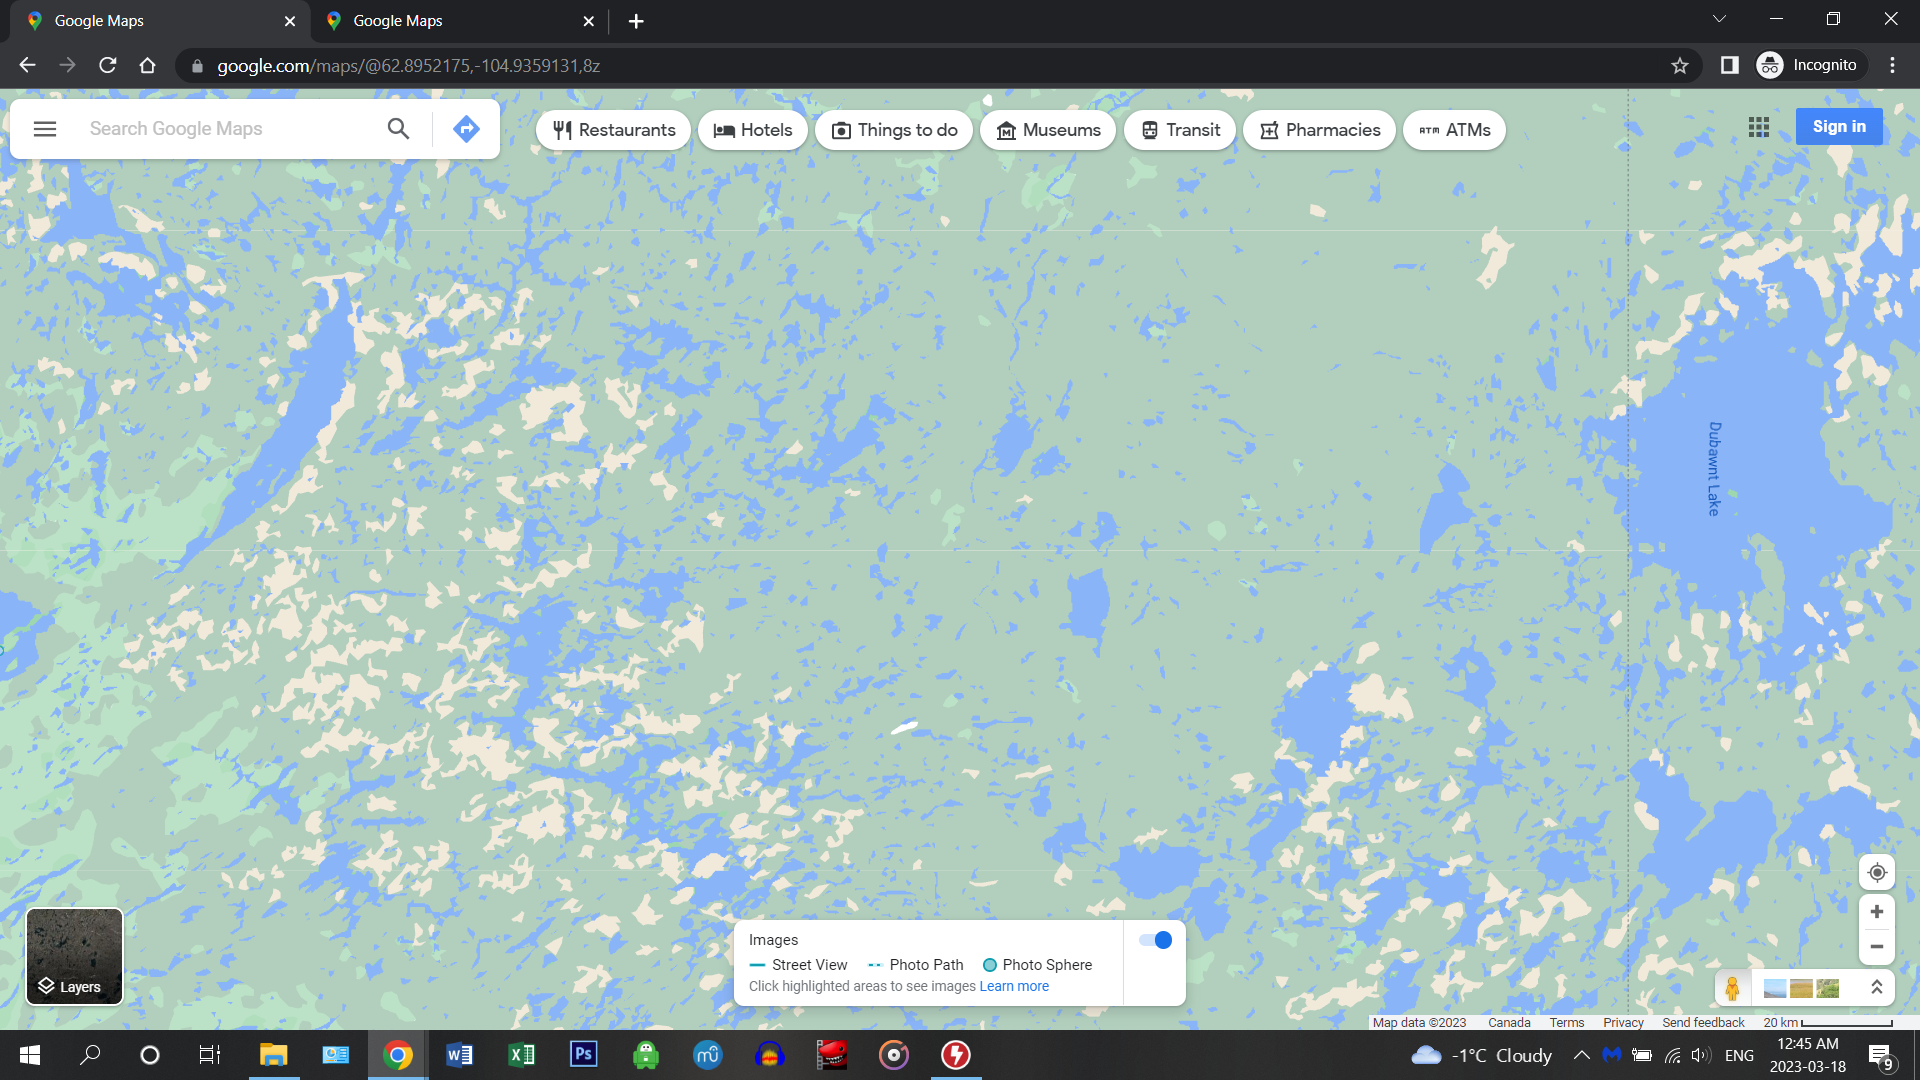 Google Maps
Google Maps
google.com/maps/@62.8952175,-104.9359131,8z
Incognito
Search Google Maps
Restaurants
Hotels
Things to do
Museums
Transit
Pharmacies
ATM ATMs
Sign in
Dubawnt Lake
Layers
Images
Street View
Photo Path
Photo Sphere
Click highlighted areas to see images Learn more
Map data ©2023 Canada Terms Privacy Send feedback 20 km
W
X
Ps
mu
-1°C Cloudy
ENG
12:45 AM
2023-03-18
9